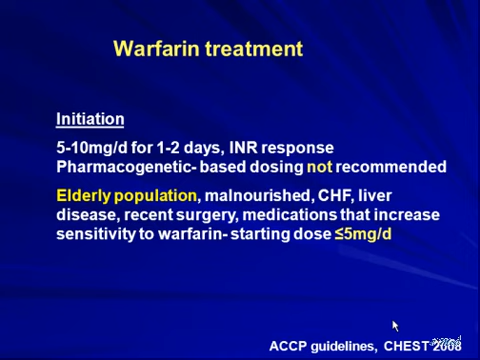 Warfarin treatment
Initiation
5-10mg/d for 1-2 days, INR response
Pharmacogenetic- based dosing not recommended
Elderly population, malnourished, CHF, liver
disease, recent surgery, medications that increase
sensitivity to warfarin- starting dose ≤5mg/d
ACCP guidelines, CHEST 2008